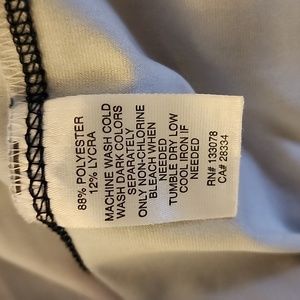 88% POLYESTER
12% LYCRA
MACHINE WASH COLD
WASH DARK COLORS
SEPARATELY
ONLY NON-CHLORINE
BLEACH WHEN
NEEDED
TUMBLE DRY LOW
COOL IRON IF
NEEDED
RN# 133078
CA# 28334